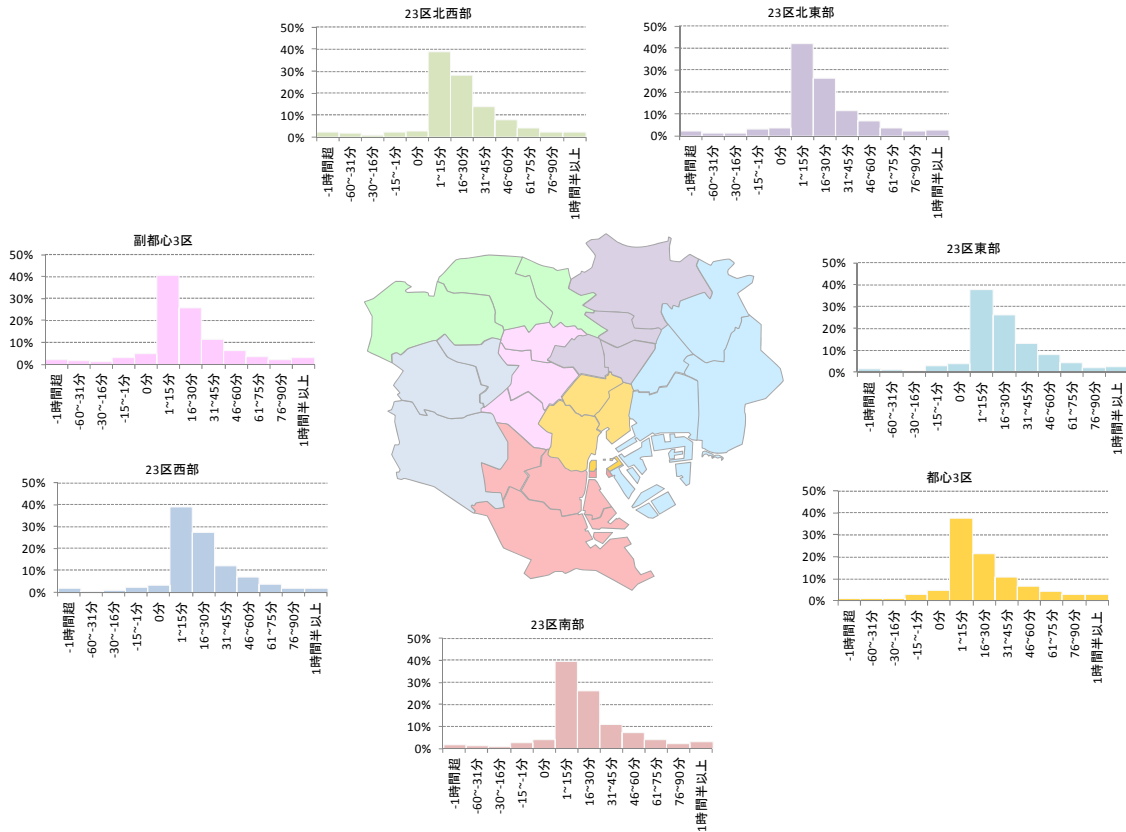 23区北西部
50%
40%
30%
20%
10%
0%
-1時間超
-60~-31分
-30~-16分
-15~-1分
0分
1~15分
16~30分
31~45分
46~60分
61~75分
76~90分
1時間半以上
23区北東部
50%
40%
30%
20%
10%
0%
-1時間超
-60~-31分
-30~-16分
-15~-1分
0分
1~15分
16~30分
31~45分
46~60分
61~75分
76~90分
1時間半以上
副都心3区
50%
40%
30%
20%
10%
0%
-1時間超
-60~-31分
-30~-16分
-15~-1分
0分
1~15分
16~30分
31~45分
46~60分
61~75分
76~90分
1時間半以上
23区東部
50%
40%
30%
20%
10%
0%
-1時間超
-60~-31分
-30~-16分
-15~-1分
0分
1~15分
16~30分
31~45分
46~60分
61~75分
76~90分
1時間半以上
23区西部
50%
40%
30%
20%
10%
0%
-1時間超
-60~-31分
-30~-16分
-15~-1分
0分
1~15分
16~30分
31~45分
46~60分
61~75分
76~90分
1時間半以上
都心3区
50%
40%
30%
20%
10%
0%
-1時間超
-60~-31分
-30~-16分
-15~-1分
0分
1~15分
16~30分
31~45分
46~60分
61~75分
76~90分
1時間半以上
23区南部
50%
40%
30%
20%
10%
0%
-1時間超
-60~-31分
-30~-16分
-15~-1分
0分
1~15分
16~30分
31~45分
46~60分
61~75分
76~90分
1時間半以上